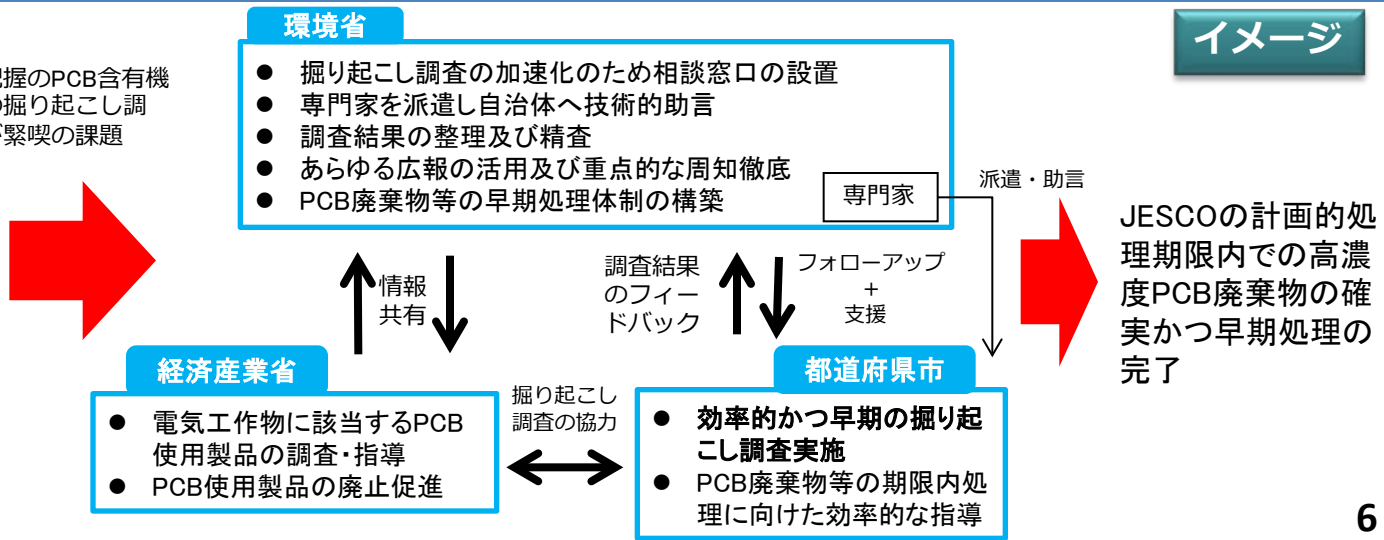 環境省
イメージ
● 掘り起こし調査の加速化のため相談窓口の設置
● 専門家を派遣し自治体へ技術的助言
● 調査結果の整理及び精査
● あらゆる広報の活用及び重点的な周知徹底
● PCB廃棄物等の早期処理体制の構築
専門家
握のPCB含有機
の掘り起こし調
が緊喫の課題
派遣・助言
JESCOの計画的処
理期限内での高濃
度PCB廃棄物の確
実かつ早期処理の
完了
情報
共有
調査結果
のフィー
ドバック
フォローアップ
+
支援
経済産業省
● 電気工作物に該当するPCB
使用製品の調査・指導
● PCB使用製品の廃止促進
掘り起こし
調査の協力
都道府県市
● 効率的かつ早期の掘り起
こし調査実施
● PCB廃棄物等の期限内処
理に向けた効率的な指導
6